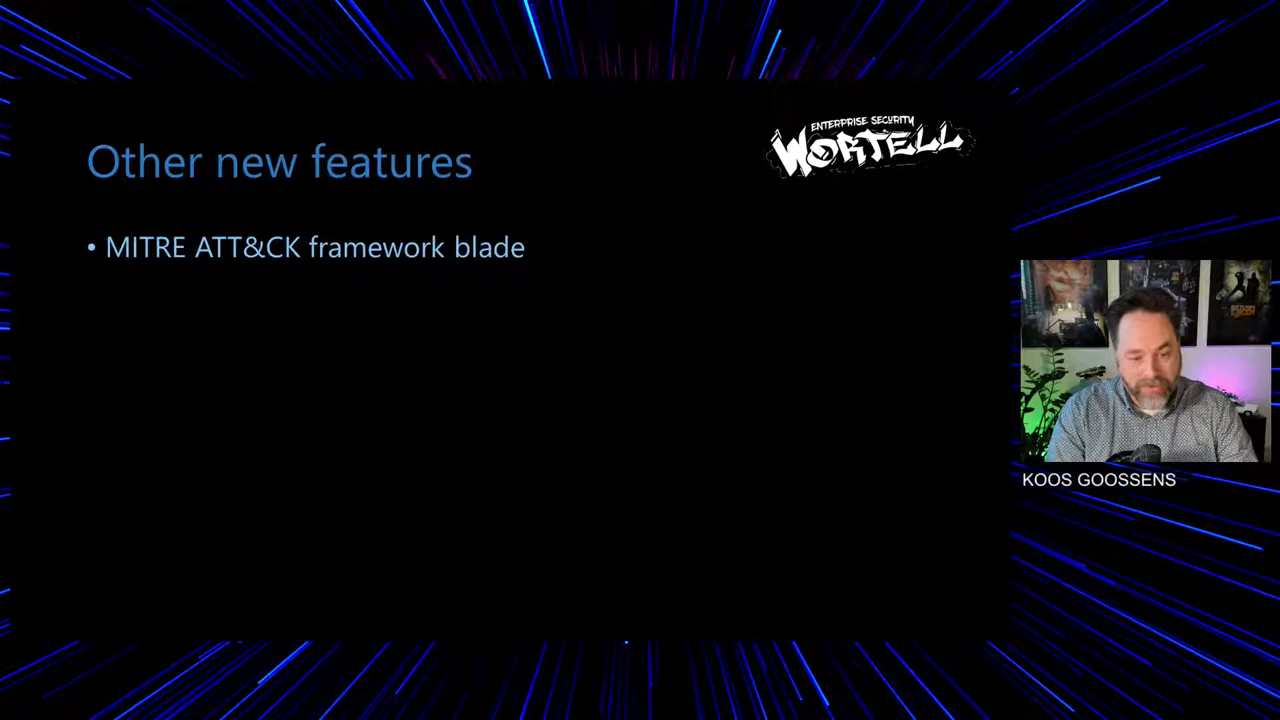 ENTERPRISE SECURITY
WORTELL
Other new features
• MITRE ATT&CK framework blade
KOOS GOOSSENS